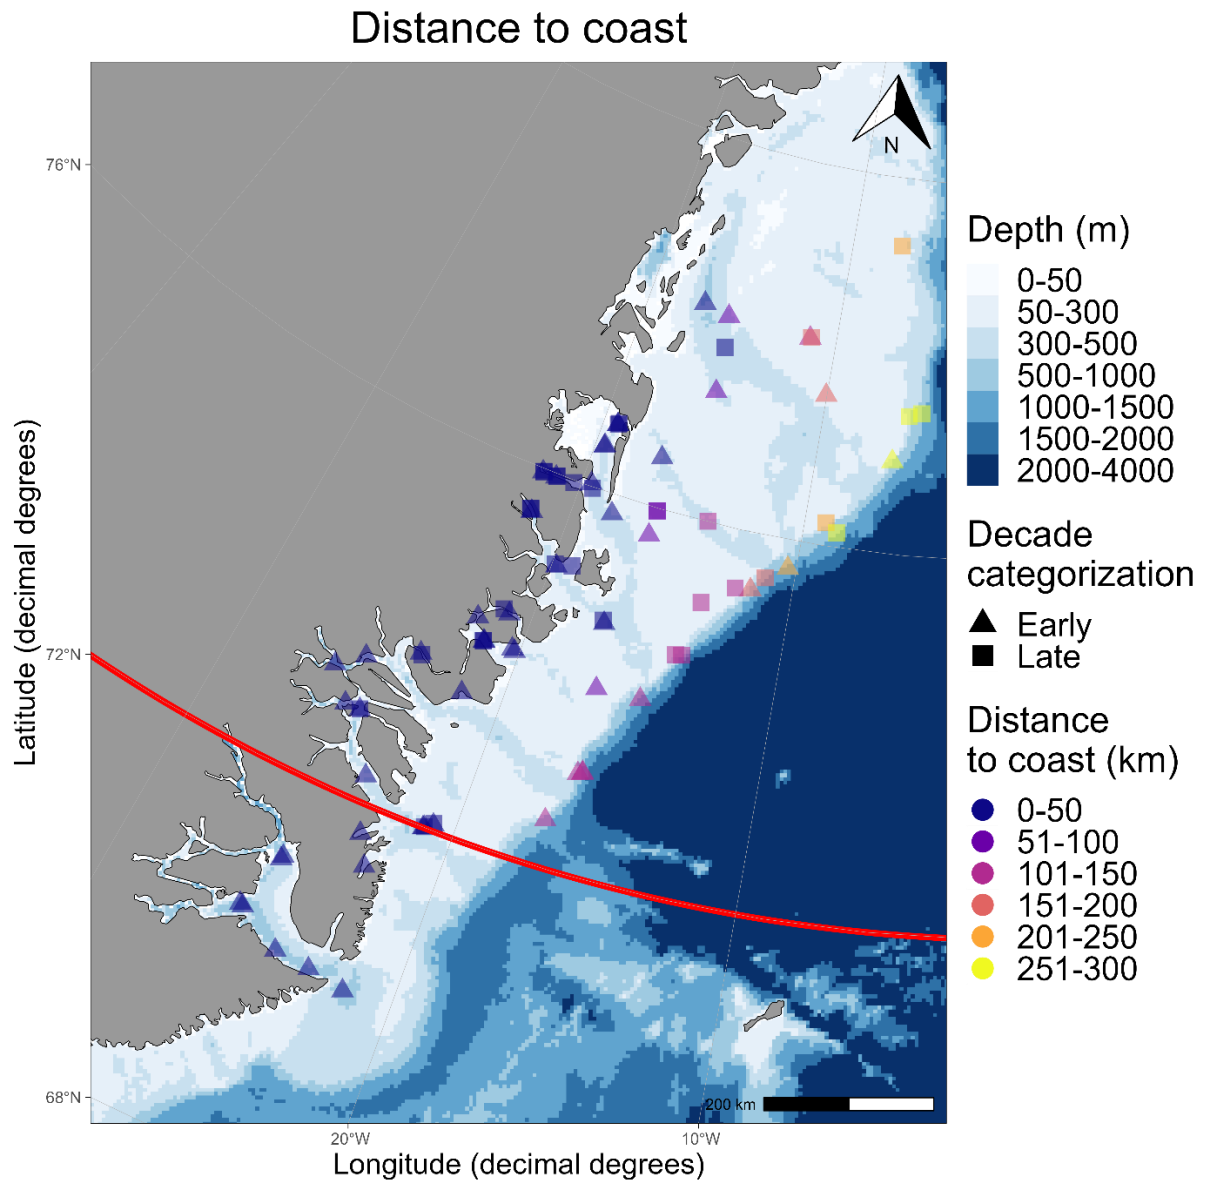 Distance to coast
N
76°N
72°N
68°N
Latitude (decimal degrees)
200 km
20°W
10°W
Longitude (decimal degrees)
Depth (m)
0-50
50-300
300-500
500-1000
1000-1500
1500-2000
2000-4000
Decade
categorization
Early
Late
Distance
to coast (km)
0-50
51-100
101-150
151-200
201-250
251-300